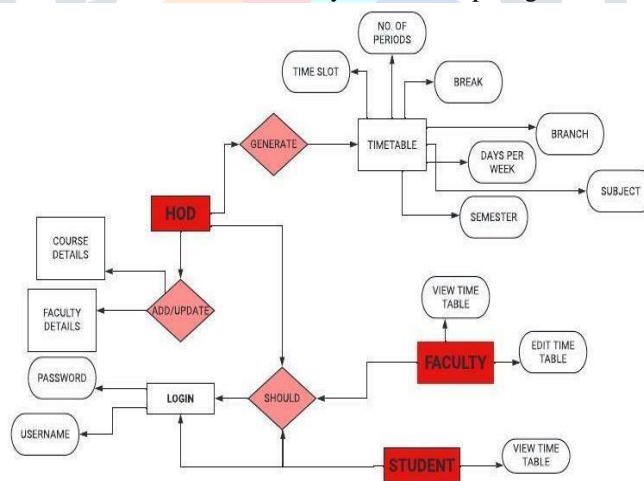 NO. OF
PERIODS
TIME SLOT
BREAK
GENERATE
TIMETABLE
BRANCH
DAYS PER
WEEK
SUBJECT
HOD
SEMESTER
COURSE
DETAILS
ADD/UPDATE
FACULTY
DETAILS
VIEW TIME
TABLE
FACULTY
EDIT TIME
TABLE
PASSWORD
LOGIN
SHOULD
USERNAME
STUDENT
VIEW TIME
TABLE